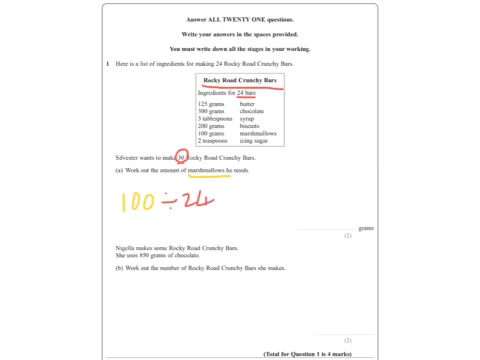 Answer ALL TWENTY ONE questions.
Write your answers in the spaces provided.
You must write down all the stages in your working.
1 Here is a list of ingredients for making 24 Rocky Road Crunchy Bars.
Rocky Road Crunchy Bars
Ingredients for 24 bars
125 grams butter
300 grams chocolate
3 tablespoons syrup
200 grams biscuits
100 grams marshmallows
2 teaspoons icing sugar
Silvester wants to make 30 Rocky Road Crunchy Bars.
(a) Work out the amount of marshmallows he needs.
100 ÷ 24
grams
(2)
Nigella makes some Rocky Road Crunchy Bars.
She uses 850 grams of chocolate.
(b) Work out the number of Rocky Road Crunchy Bars she makes.
(2)
(Total for Question 1 is 4 marks)